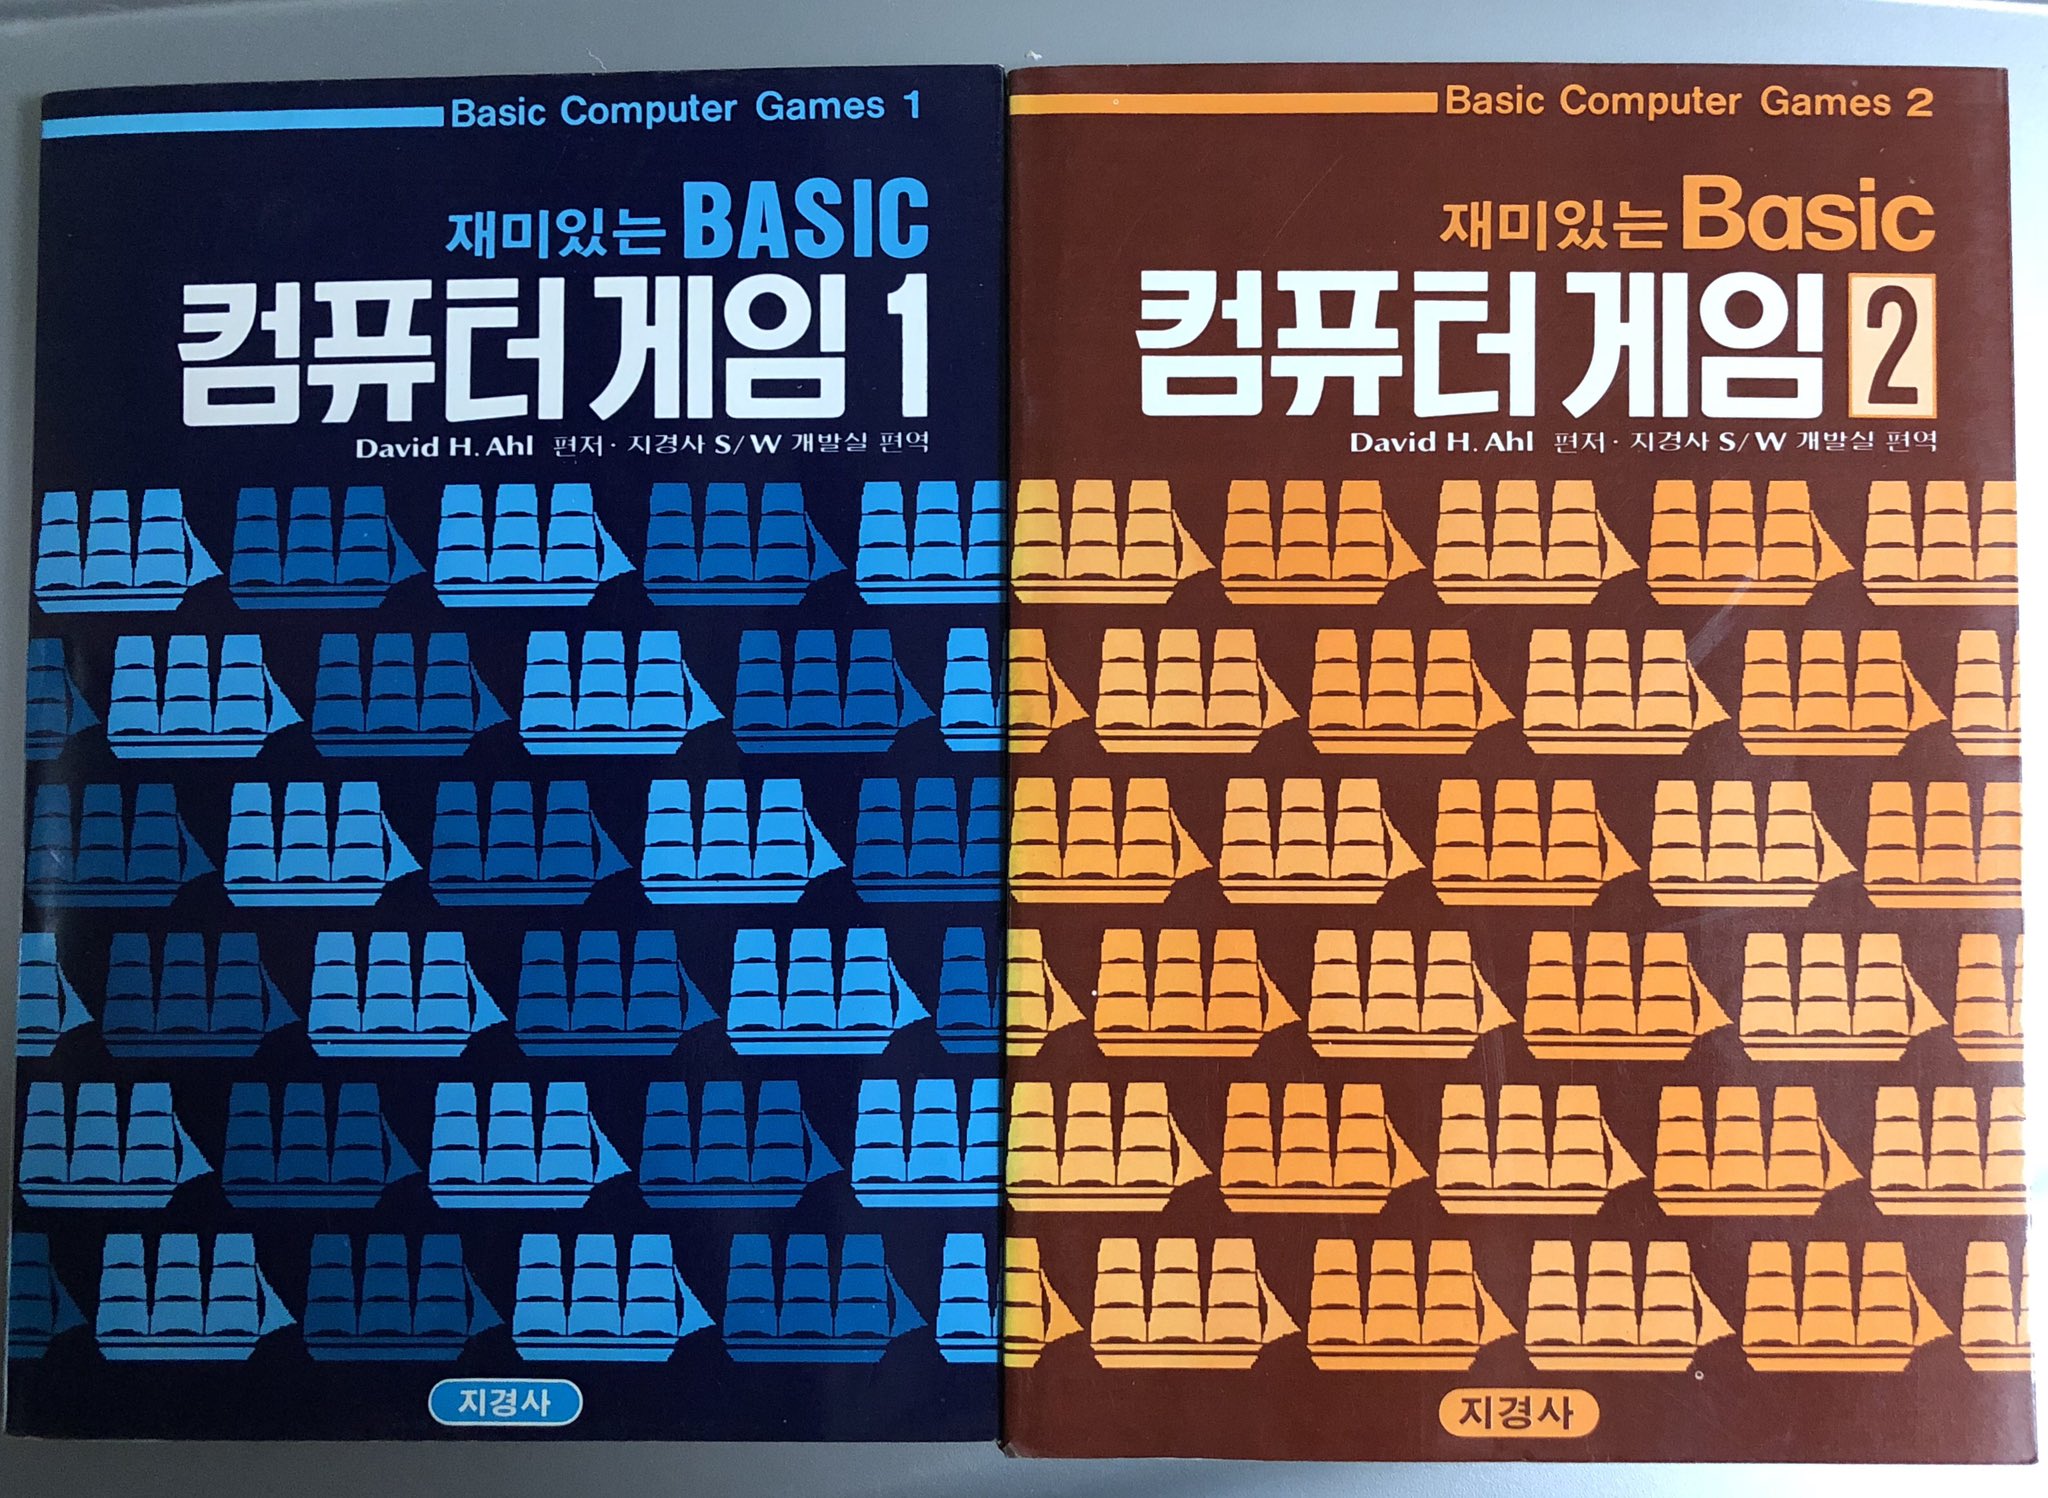 Basic Computer Games 1
재미있는 BASIC
컴퓨터 게임 1
David H. Ahl 편저 · 지경사 S/W 개발실 편역
지경사
Basic Computer Games 2
재미있는 Basic
컴퓨터 게임 2
David H. Ahl 편저 · 지경사 S/W 개발실 편역
지경사